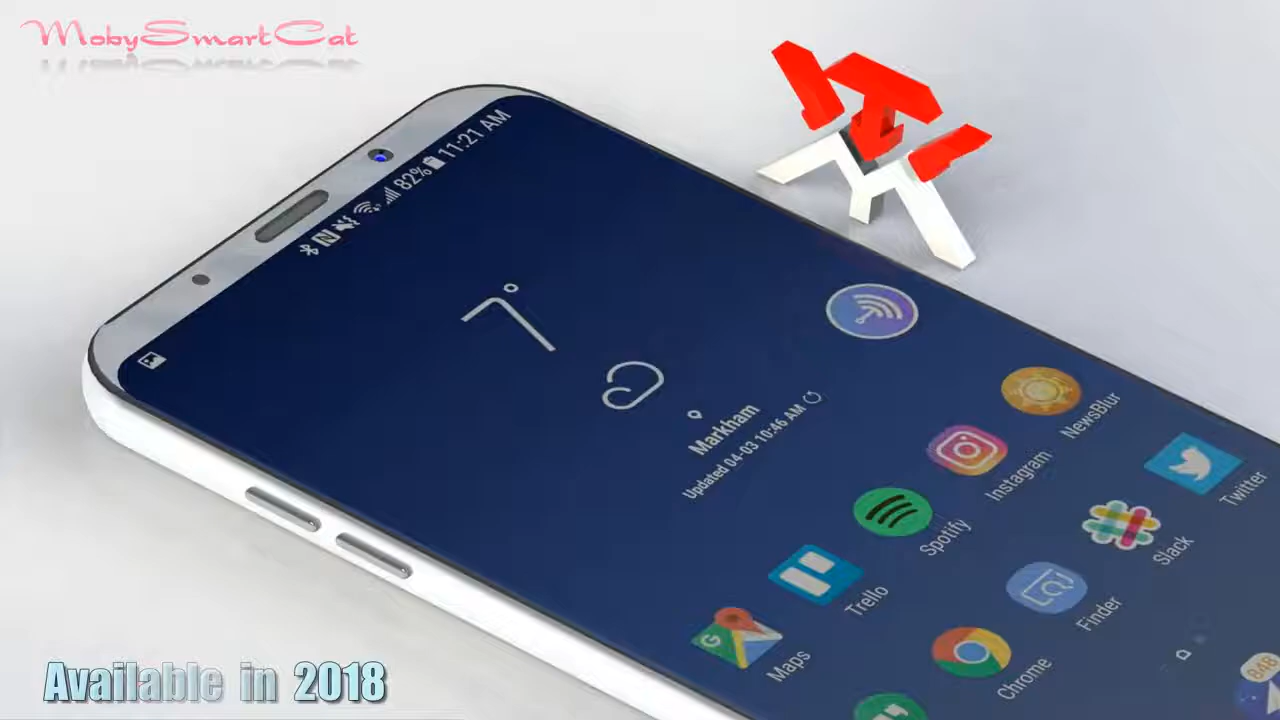 MobySmartCat
82% 11:21 AM
7°
Markham
Updated 04-03 10:46 AM
NewsBlur
Instagram
Twitter
Spotify
Slack
Trello
Finder
Maps
Chrome
848
Available in 2018